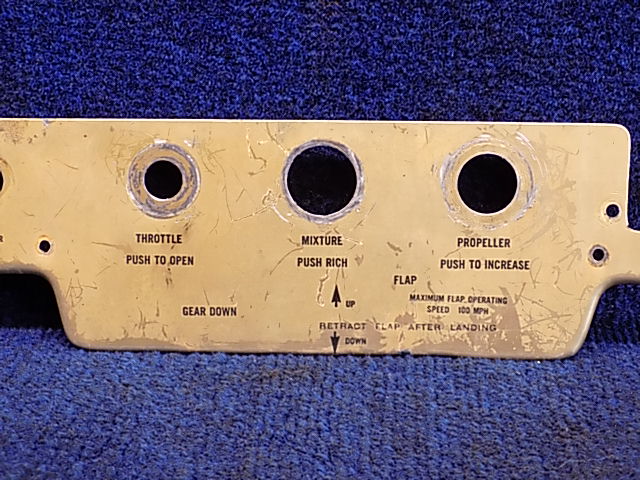 THROTTLE
PUSH TO OPEN
MIXTURE
PUSH RICH
PROPELLER
PUSH TO INCREASE
GEAR DOWN
FLAP
UP
MAXIMUM FLAP OPERATING
SPEED 100 MPH
RETRACT FLAP AFTER LANDING
DOWN